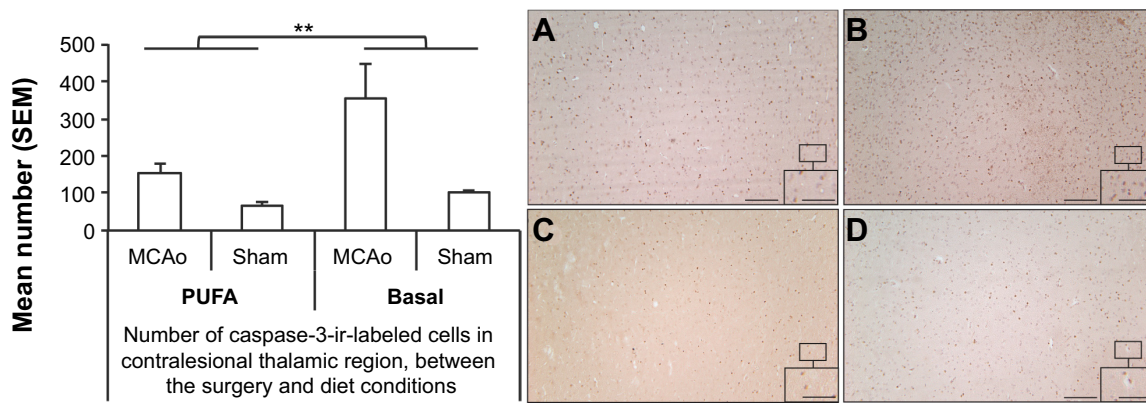 **
500
400
300
200
100
0
Mean number (SEM)
MCAo Sham MCAo Sham
PUFA Basal
Number of caspase-3-ir-labeled cells in
contralesional thalamic region, between
the surgery and diet conditions
A
B
C
D